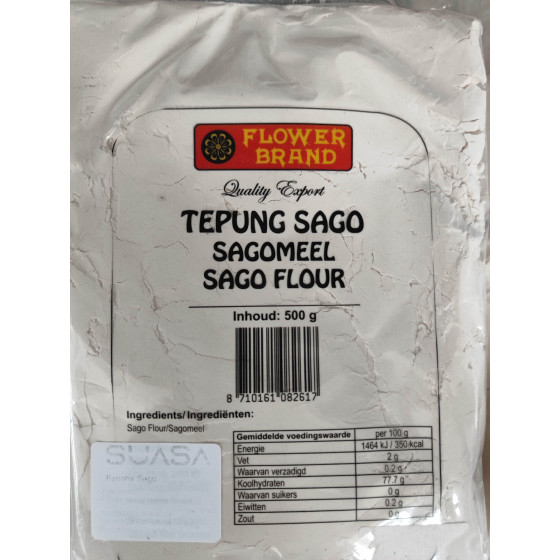 FLOWER
BRAND
Quality Export
TEPUNG SAGO
SAGOMEEL
SAGO FLOUR
Inhoud: 500 g
8 710161 082617
Ingredients/Ingrediënten:
Sago Flour/Sagomeel
Gemiddelde voedingswaarde per 100 g
Energie 1464 kJ / 350 kcal
Vet 2 g
Waarvan verzadigd 0.2 g
Koolhydraten 77.7 g
Waarvan suikers 0 g
Eiwitten 0.2 g
Zout 0 g
SUASA